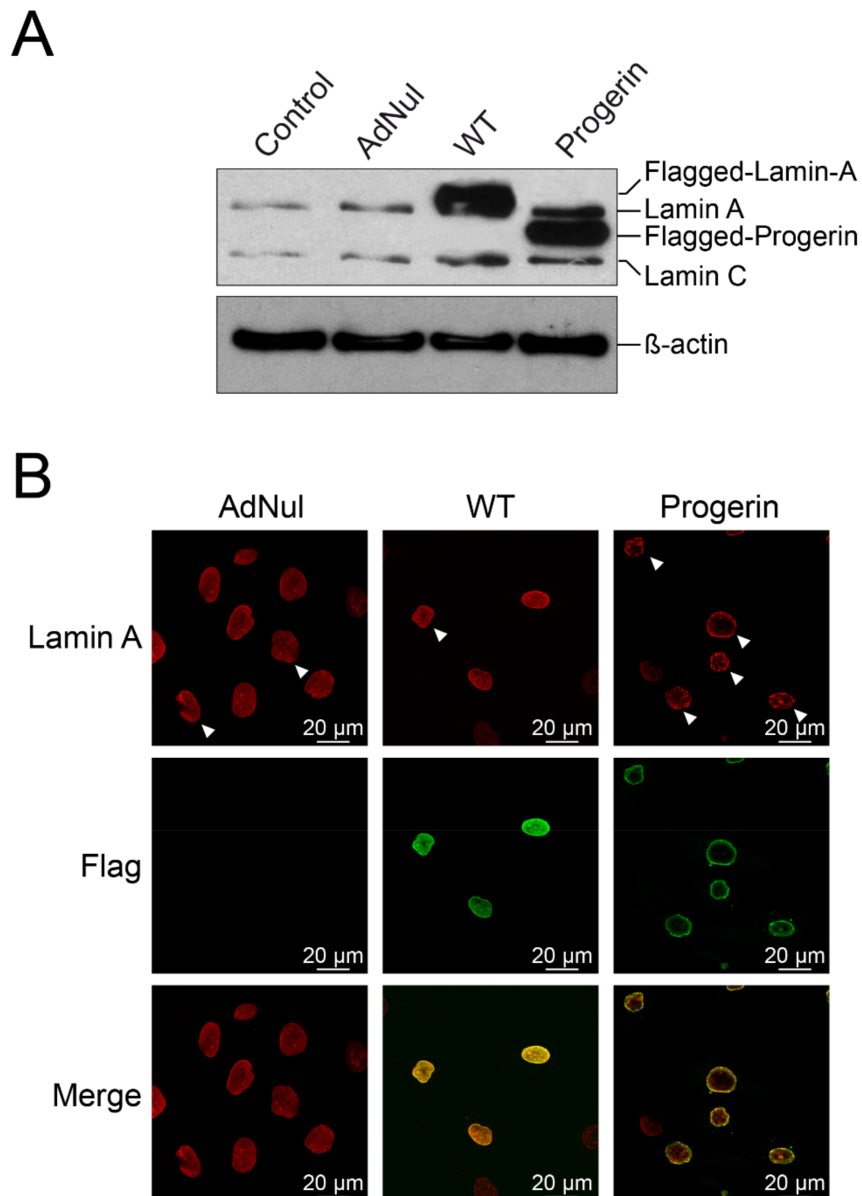 A
Control AdNul WT Progerin
Flagged-Lamin-A
Lamin A
Flagged-Progerin
Lamin C
ß-actin
B
AdNul WT Progerin
Lamin A
20 µm 20 µm 20 µm
Flag
20 µm 20 µm 20 µm
Merge
20 µm 20 µm 20 µm